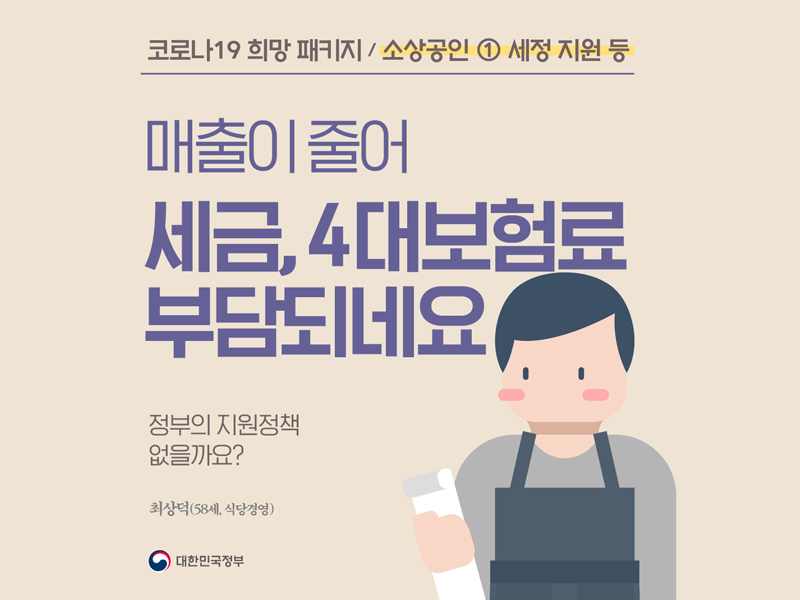 코로나19 희망 패키지 / 소상공인 ① 세정 지원 등
매출이 줄어
세금, 4대보험료
부담되네요
정부의 지원정책
없을까요?
최상덕(58세, 식당경영)
대한민국정부